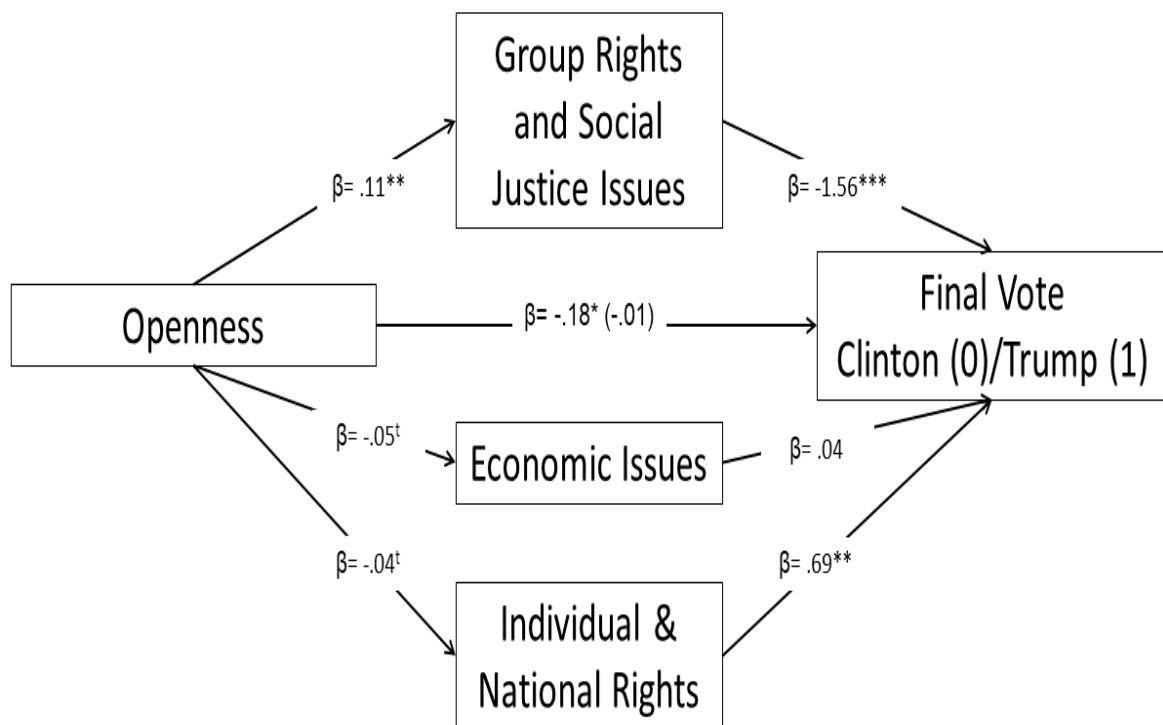 Group Rights
and Social
Justice Issues
β= .11**
β= -1.56***
Openness
β= -.18* (-.01)
Final Vote
Clinton (0)/Trump (1)
β= -.05ᵗ
Economic Issues
β= .04
β= -.04ᵗ
β= .69**
Individual &
National Rights